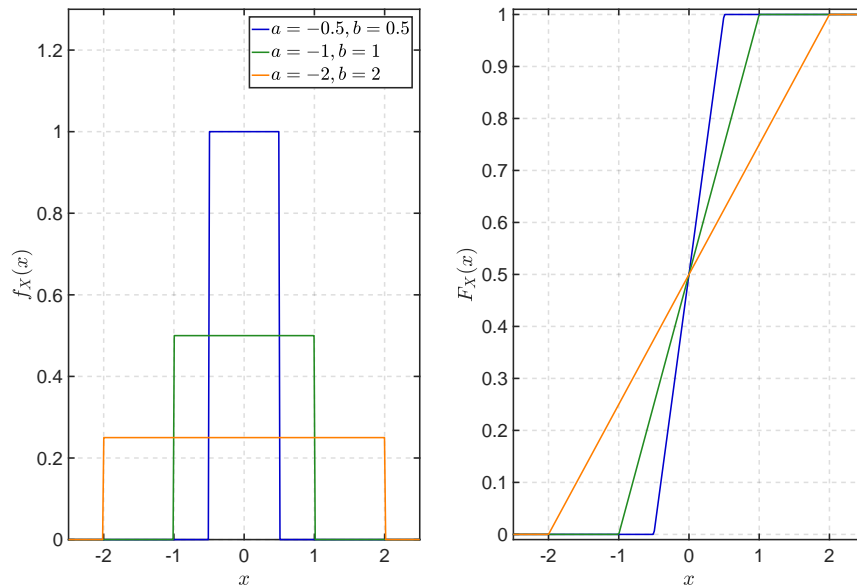 a = −0.5, b = 0.5
a = −1, b = 1
a = −2, b = 2
1.2
1
0.8
0.6
0.4
0.2
0
-2 -1 0 1 2
x
f_X(x)
1
0.9
0.8
0.7
0.6
0.5
0.4
0.3
0.2
0.1
0
-2 -1 0 1 2
x
F_X(x)